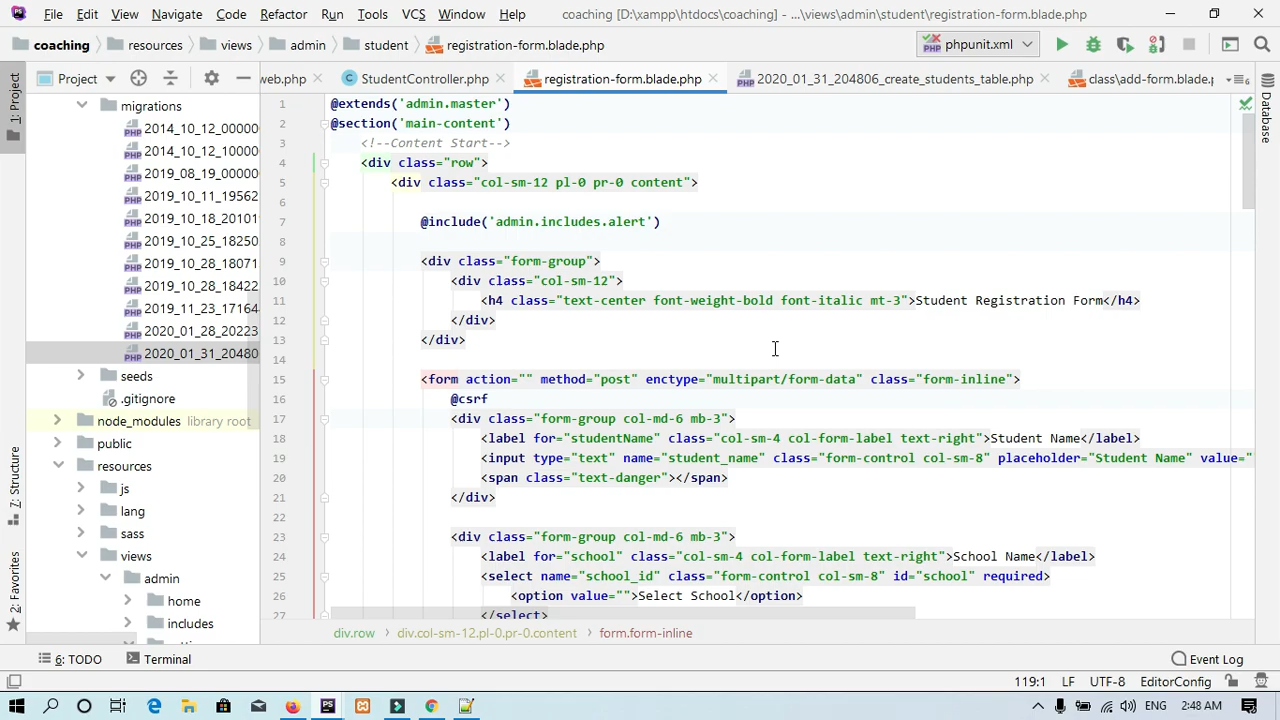 File Edit View Navigate Code Refactor Run Tools VCS Window Help coaching [D:\xampp\htdocs\coaching] - ...\views\admin\student\registration-form.blade.php
coaching resources views admin student registration-form.blade.php phpunit.xml
Project web.php StudentController.php registration-form.blade.php 2020_01_31_204806_create_students_table.php class\add-form.blade.
1: Project
Database
migrations
2014_10_12_00000
2014_10_12_10000
2019_08_19_00000
2019_10_11_19562
2019_10_18_20101
2019_10_25_18250
2019_10_28_18071
2019_10_28_18422
2019_11_23_17164
2020_01_28_20223
2020_01_31_20480
seeds
.gitignore
node_modules library root
public
resources
js
lang
sass
views
admin
home
includes
7: Structure
2: Favorites
1 @extends('admin.master')
2 @section('main-content')
3 <!--Content Start-->
4 <div class="row">
5 <div class="col-sm-12 pl-0 pr-0 content">
6
7 @include('admin.includes.alert')
8
9 <div class="form-group">
10 <div class="col-sm-12">
11 <h4 class="text-center font-weight-bold font-italic mt-3">Student Registration Form</h4>
12 </div>
13 </div>
14
15 <form action="" method="post" enctype="multipart/form-data" class="form-inline">
16 @csrf
17 <div class="form-group col-md-6 mb-3">
18 <label for="studentName" class="col-sm-4 col-form-label text-right">Student Name</label>
19 <input type="text" name="student_name" class="form-control col-sm-8" placeholder="Student Name" value="
20 <span class="text-danger"></span>
21 </div>
22
23 <div class="form-group col-md-6 mb-3">
24 <label for="school" class="col-sm-4 col-form-label text-right">School Name</label>
25 <select name="school_id" class="form-control col-sm-8" id="school" required>
26 <option value="">Select School</option>
27 </select>
div.row div.col-sm-12.pl-0.pr-0.content form.form-inline
6: TODO Terminal Event Log
119:1 LF UTF-8 EditorConfig
ENG 2:48 AM